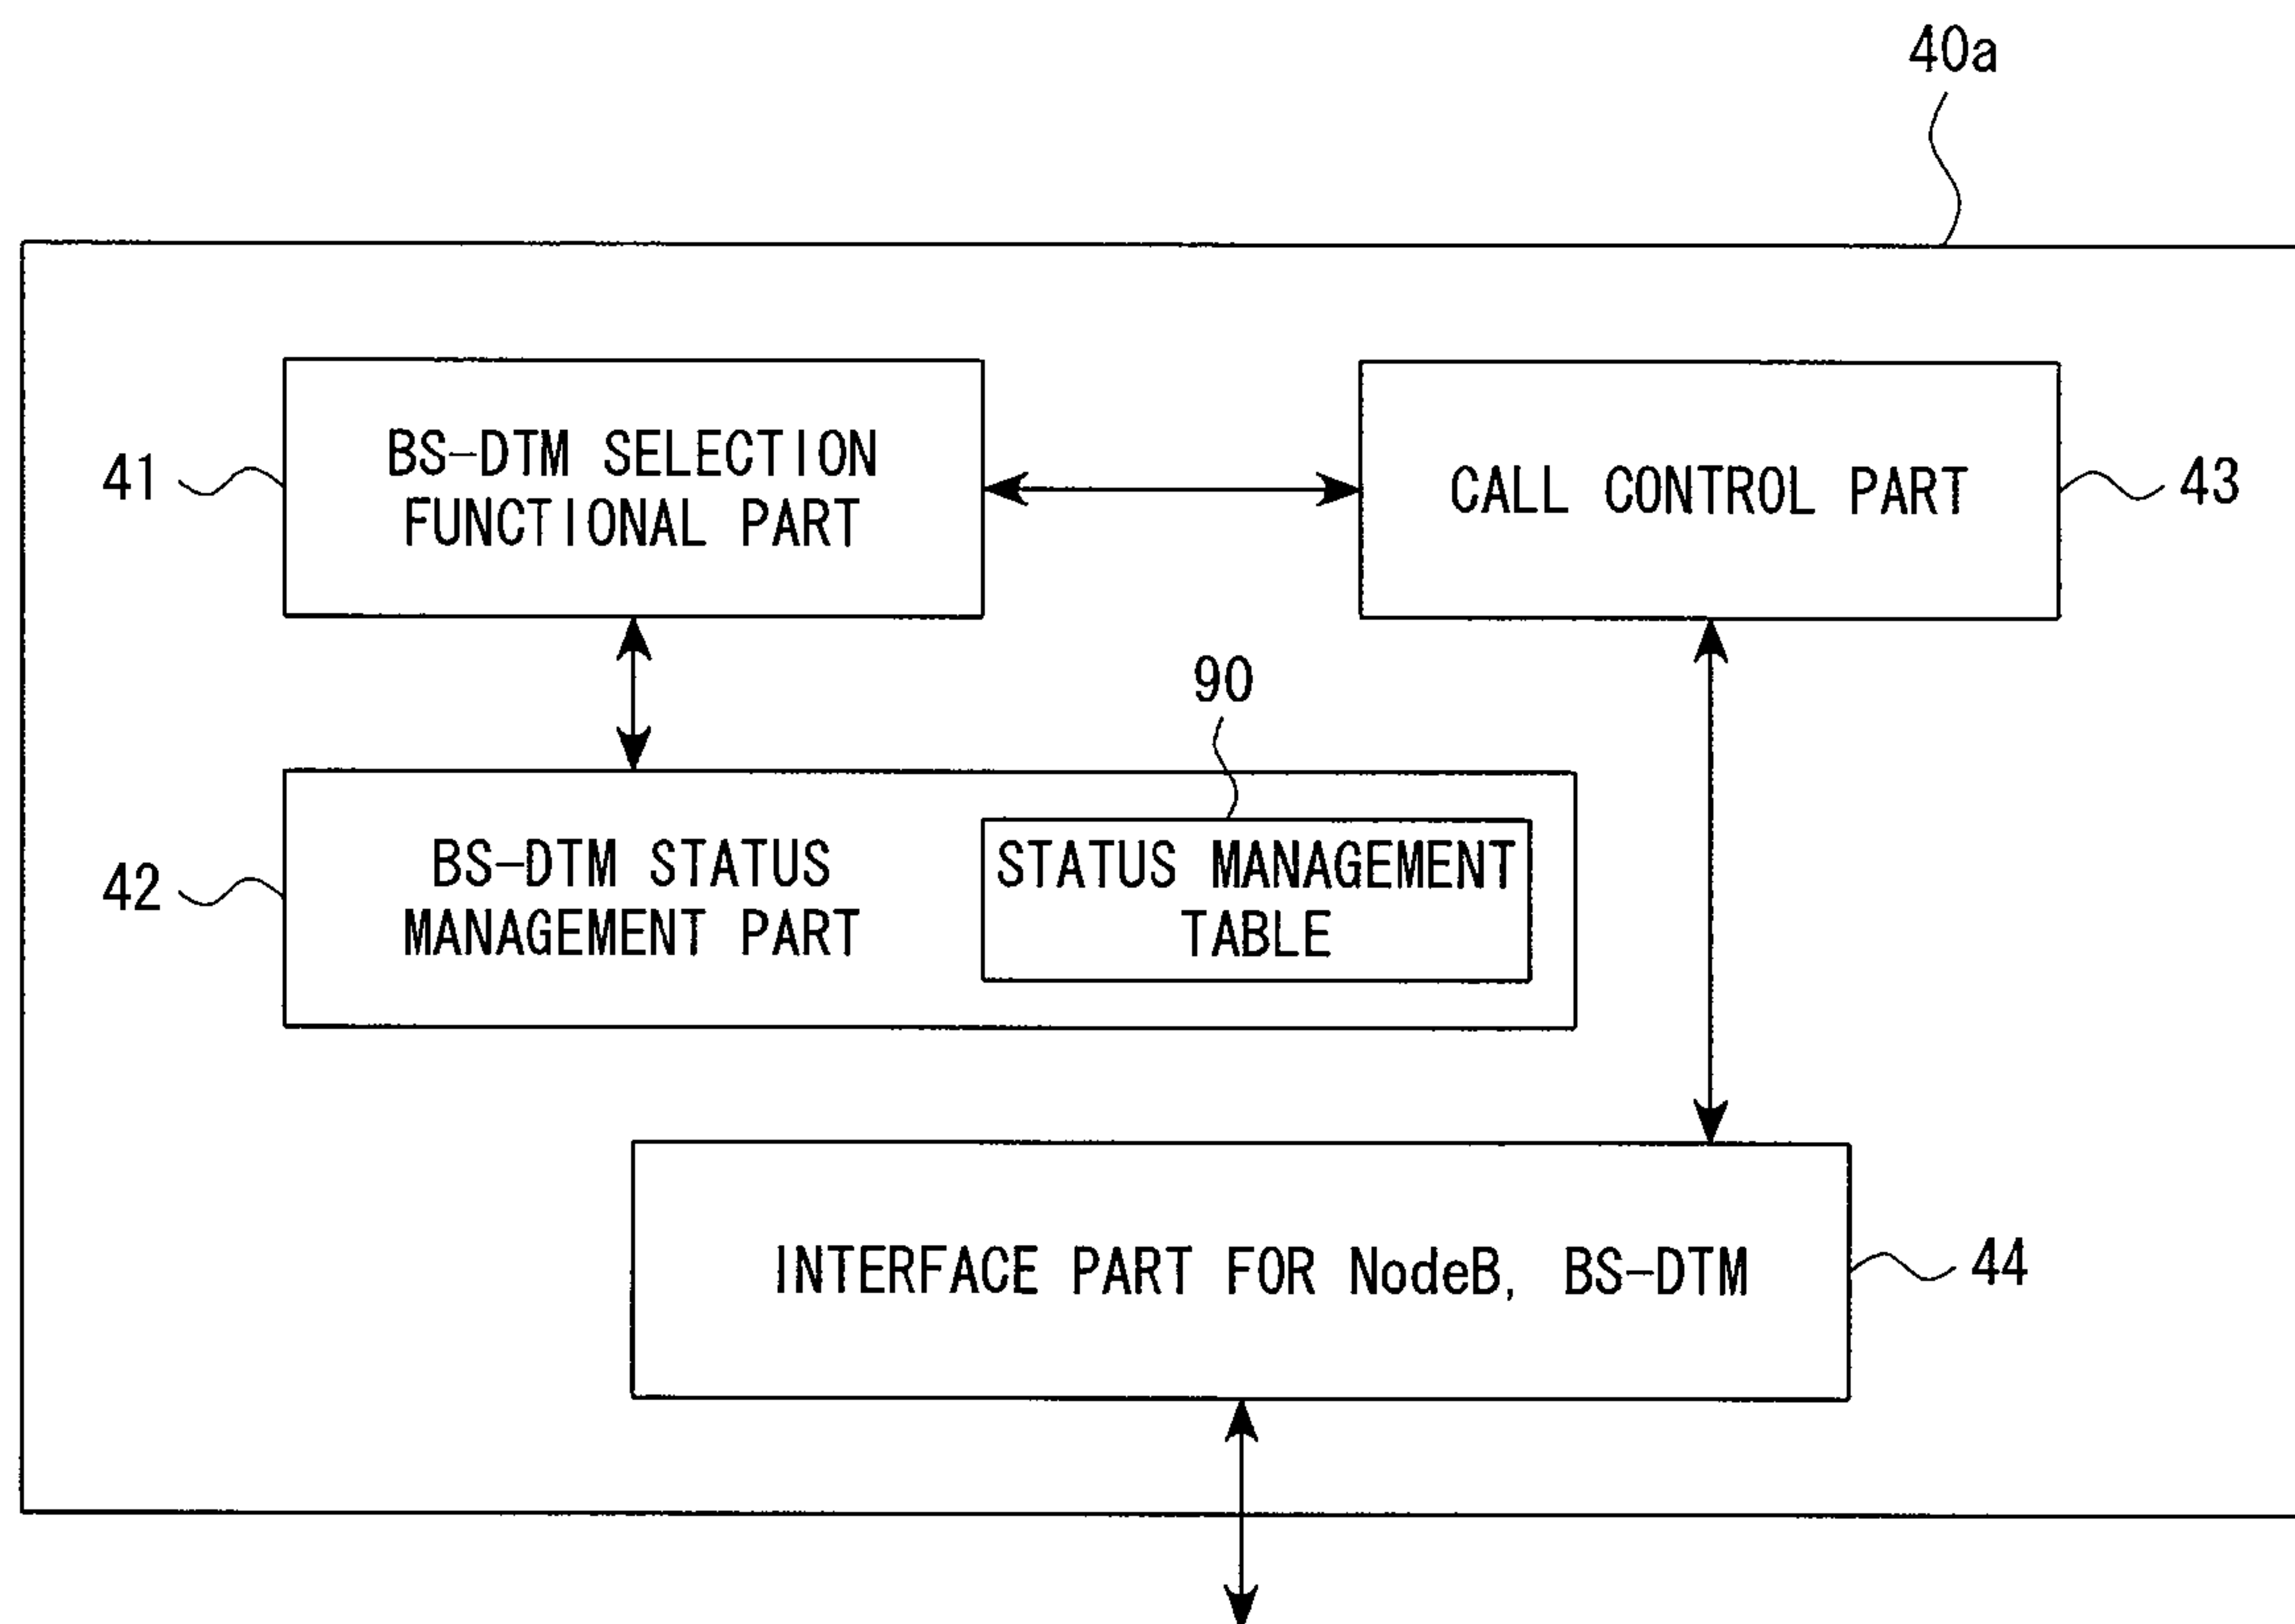 40a
41
BS-DTM SELECTION
FUNCTIONAL PART
CALL CONTROL PART
43
90
42
BS-DTM STATUS
MANAGEMENT PART
STATUS MANAGEMENT
TABLE
INTERFACE PART FOR NodeB, BS-DTM
44